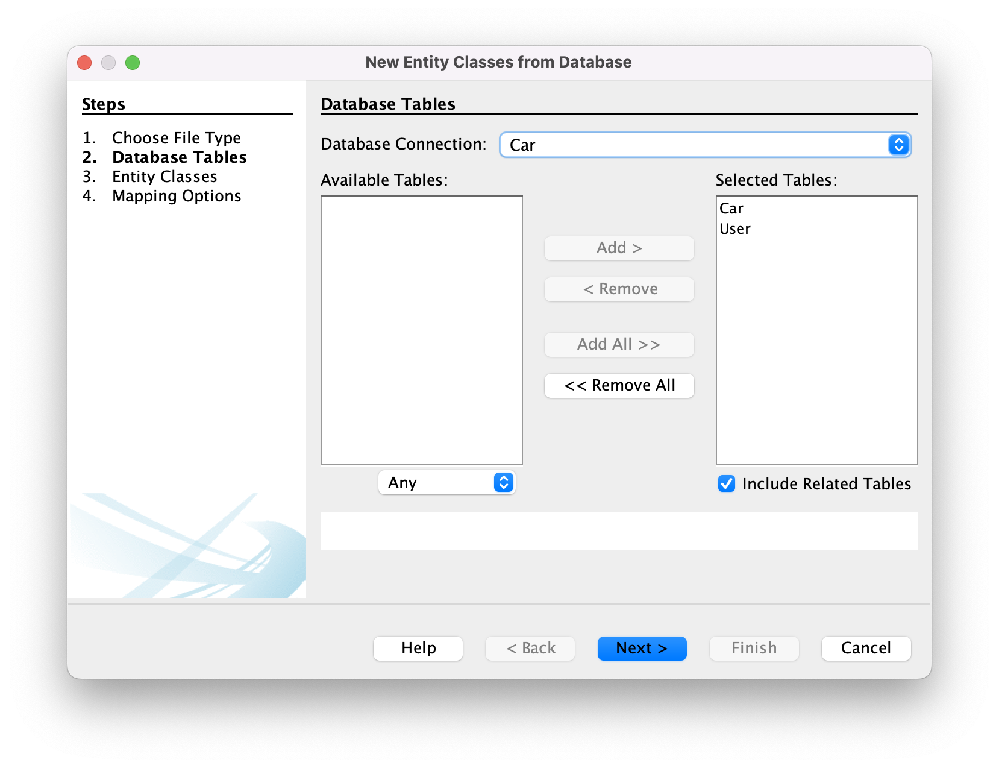 New Entity Classes from Database
Steps
1. Choose File Type
2. Database Tables
3. Entity Classes
4. Mapping Options
Database Tables
Database Connection: Car
Available Tables:
Selected Tables:
Car
User
Add >
< Remove
Add All >>
<< Remove All
Any
Include Related Tables
Help
< Back
Next >
Finish
Cancel